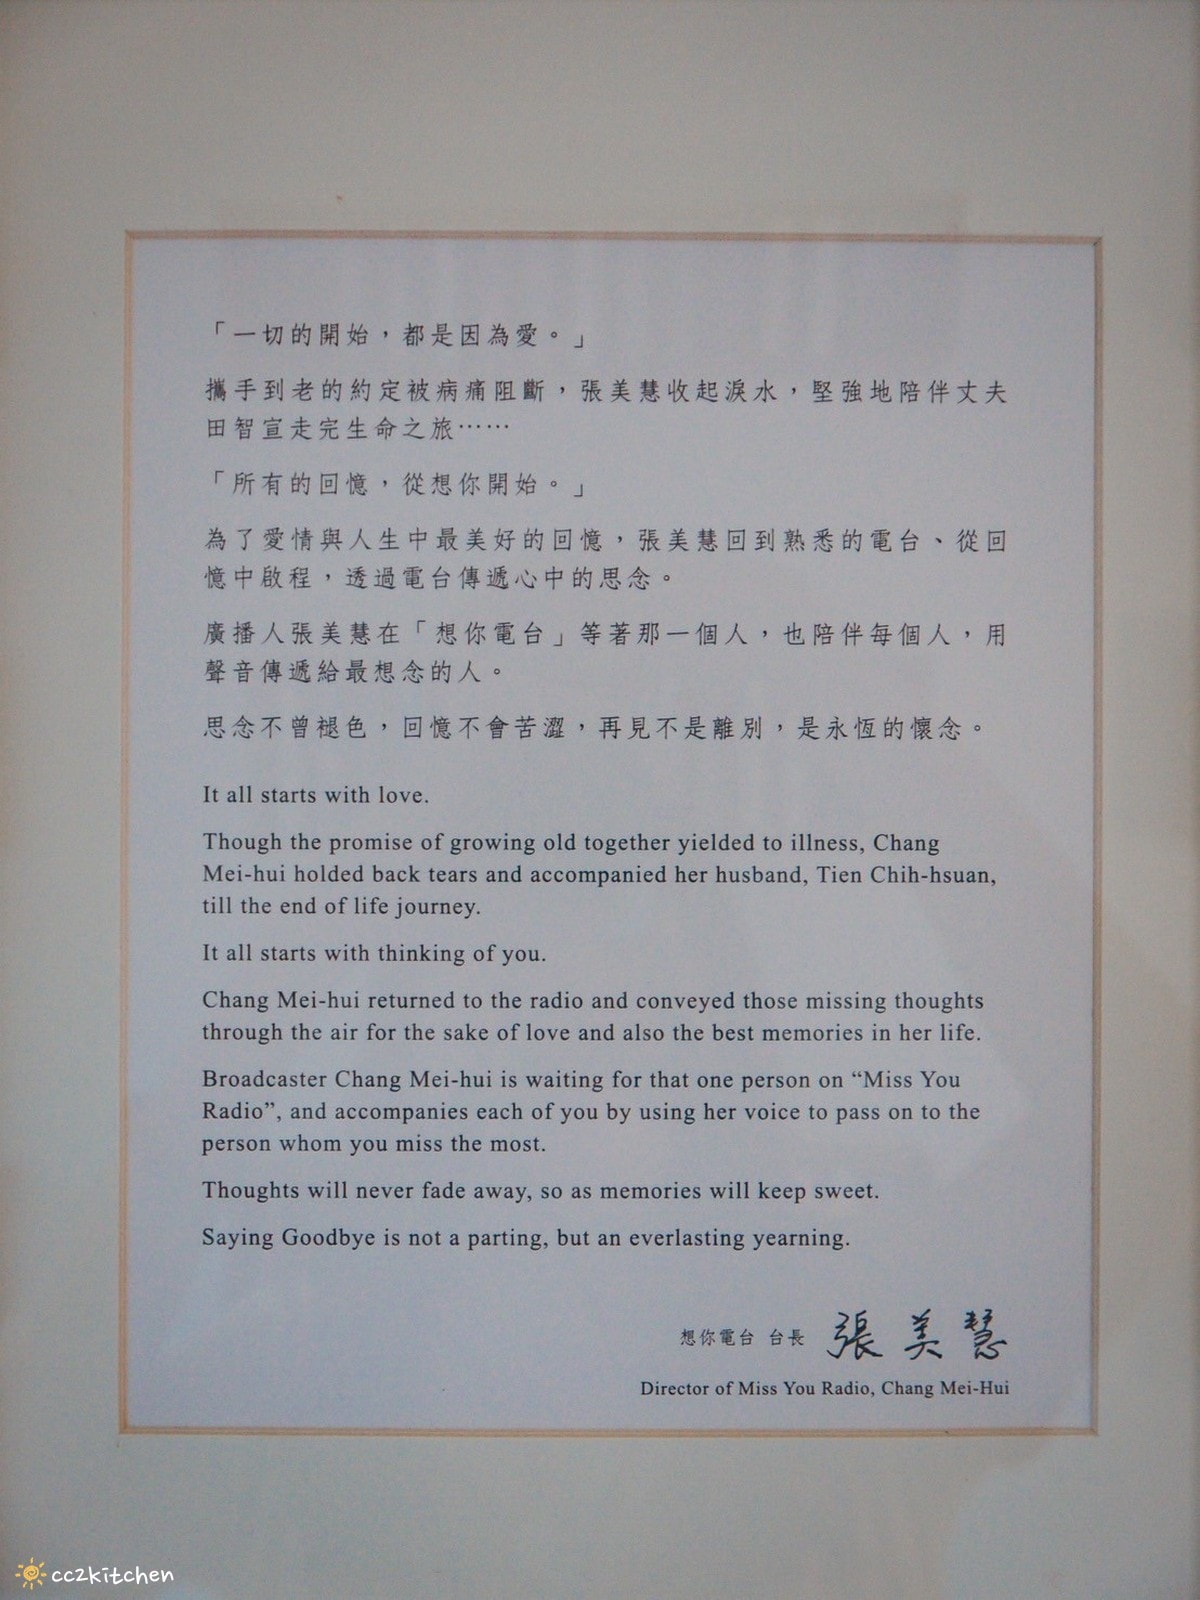 「一切的開始，都是因為愛。」
攜手到老的約定被病痛阻斷，張美慧收起淚水，堅強地陪伴丈夫
田智宣走完生命之旅……
「所有的回憶，從想你開始。」
為了愛情與人生中最美好的回憶，張美慧回到熟悉的電台、從回
憶中啟程，透過電台傳遞心中的思念。
廣播人張美慧在「想你電台」等著那一個人，也陪伴每個人，用
聲音傳遞給最想念的人。
思念不曾褪色，回憶不會苦澀，再見不是離別，是永恆的懷念。
It all starts with love.
Though the promise of growing old together yielded to illness, Chang
Mei-hui holded back tears and accompanied her husband, Tien Chih-hsuan,
till the end of life journey.
It all starts with thinking of you.
Chang Mei-hui returned to the radio and conveyed those missing thoughts
through the air for the sake of love and also the best memories in her life.
Broadcaster Chang Mei-hui is waiting for that one person on “Miss You
Radio”, and accompanies each of you by using her voice to pass on to the
person whom you miss the most.
Thoughts will never fade away, so as memories will keep sweet.
Saying Goodbye is not a parting, but an everlasting yearning.
想你電台 台長 張美慧
Director of Miss You Radio, Chang Mei-Hui
cc2kitchen